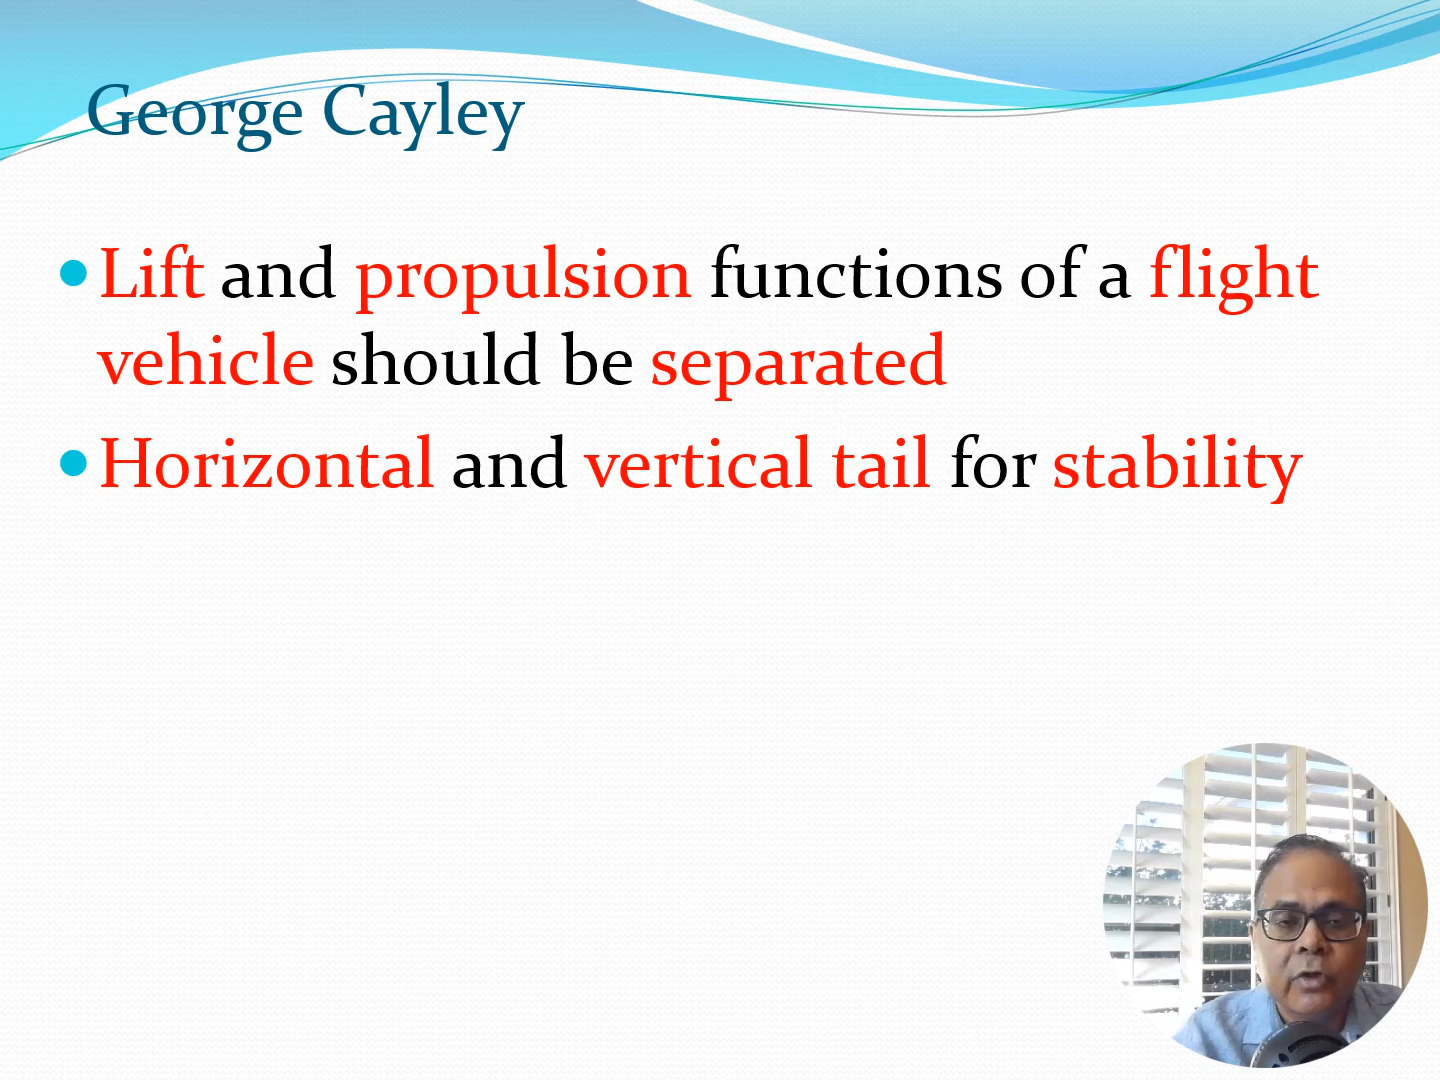 George Cayley
Lift and propulsion functions of a flight
vehicle should be separated
Horizontal and vertical tail for stability